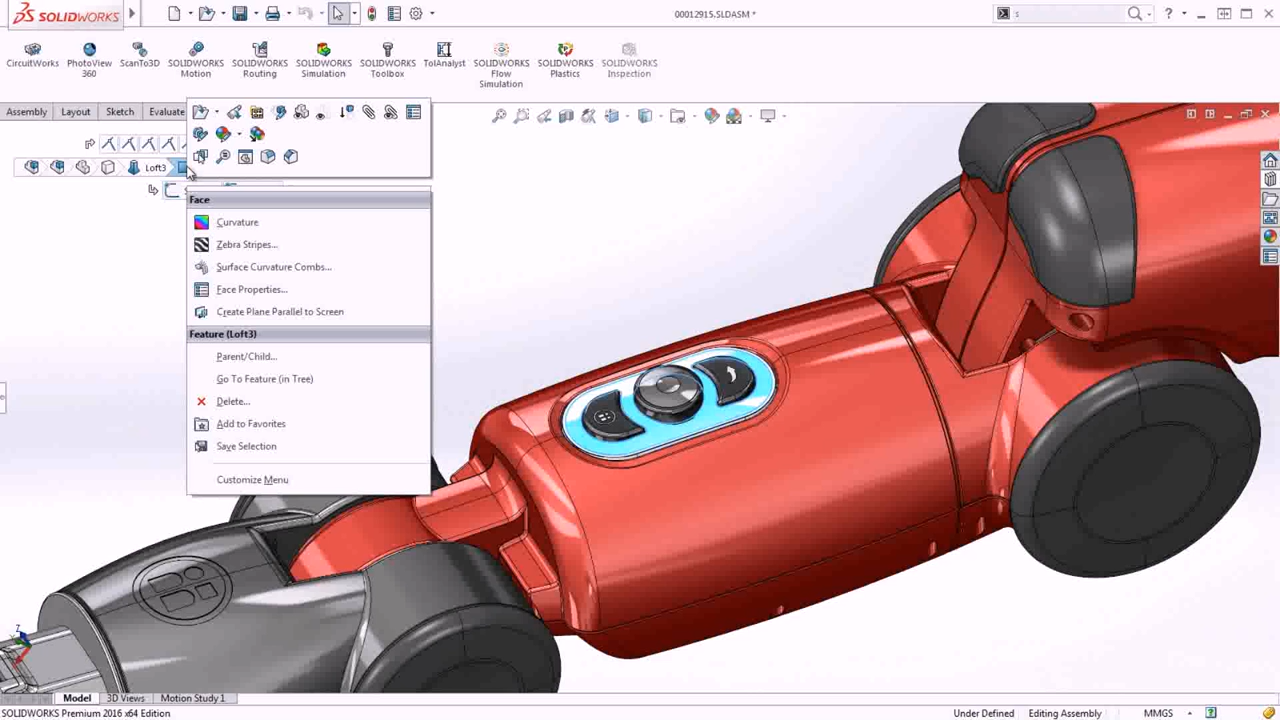 SOLIDWORKS
00012915.SLDASM *
s
CircuitWorks
PhotoView
360
ScanTo3D
SOLIDWORKS
Motion
SOLIDWORKS
Routing
SOLIDWORKS
Simulation
SOLIDWORKS
Toolbox
TolAnalyst
SOLIDWORKS
Flow
Simulation
SOLIDWORKS
Plastics
SOLIDWORKS
Inspection
Assembly
Layout
Sketch
Evaluate
Loft3
Face
Curvature
Zebra Stripes...
Surface Curvature Combs...
Face Properties...
Create Plane Parallel to Screen
Feature (Loft3)
Parent/Child...
Go To Feature (in Tree)
Delete...
Add to Favorites
Save Selection
Customize Menu
Z
Model
3D Views
Motion Study 1
SOLIDWORKS Premium 2016 x64 Edition
Under Defined
Editing Assembly
MMGS